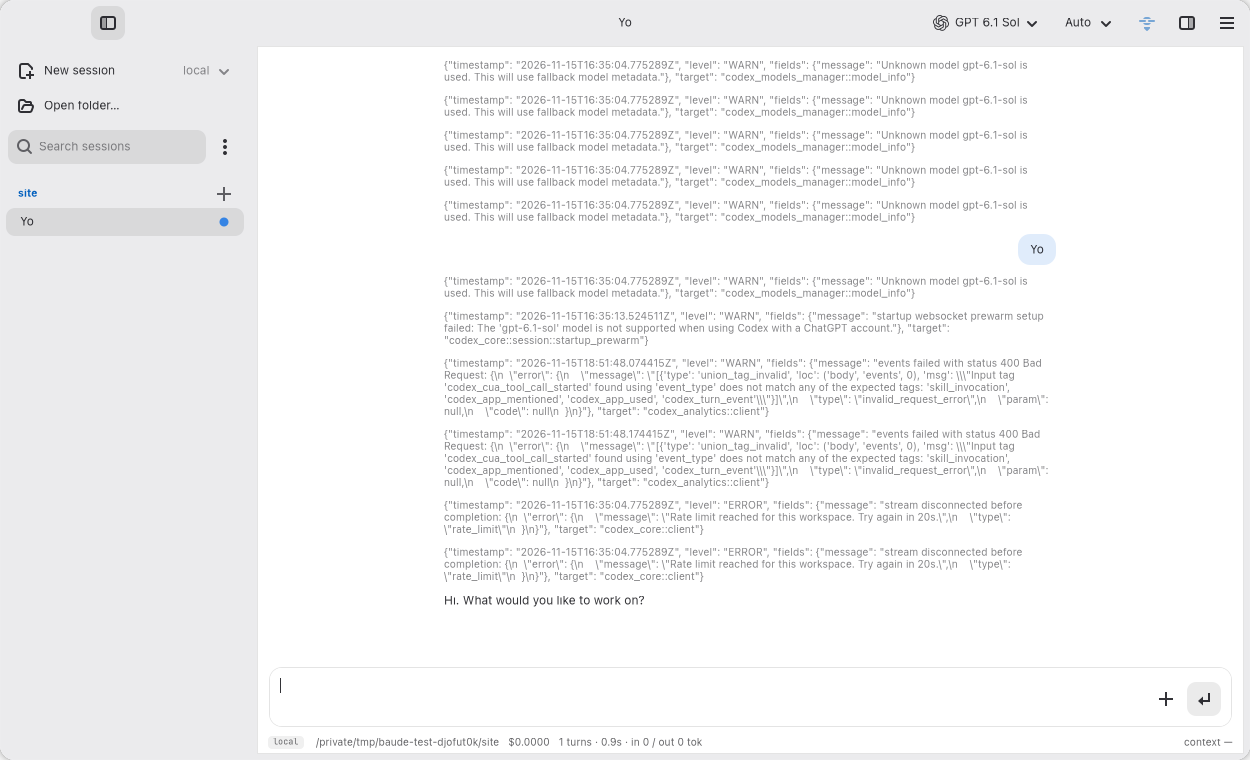 Yo
GPT 6.1 Sol
Auto
New session
local
Open folder...
Search sessions
site
Yo
{"timestamp": "2026-11-15T16:35:04.775289Z", "level": "WARN", "fields": {"message": "Unknown model gpt-6.1-sol is
used. This will use fallback model metadata."}, "target": "codex_models_manager::model_info"}
{"timestamp": "2026-11-15T16:35:04.775289Z", "level": "WARN", "fields": {"message": "Unknown model gpt-6.1-sol is
used. This will use fallback model metadata."}, "target": "codex_models_manager::model_info"}
{"timestamp": "2026-11-15T16:35:04.775289Z", "level": "WARN", "fields": {"message": "Unknown model gpt-6.1-sol is
used. This will use fallback model metadata."}, "target": "codex_models_manager::model_info"}
{"timestamp": "2026-11-15T16:35:04.775289Z", "level": "WARN", "fields": {"message": "Unknown model gpt-6.1-sol is
used. This will use fallback model metadata."}, "target": "codex_models_manager::model_info"}
{"timestamp": "2026-11-15T16:35:04.775289Z", "level": "WARN", "fields": {"message": "Unknown model gpt-6.1-sol is
used. This will use fallback model metadata."}, "target": "codex_models_manager::model_info"}
Yo
{"timestamp": "2026-11-15T16:35:04.775289Z", "level": "WARN", "fields": {"message": "Unknown model gpt-6.1-sol is
used. This will use fallback model metadata."}, "target": "codex_models_manager::model_info"}
{"timestamp": "2026-11-15T16:35:13.524511Z", "level": "WARN", "fields": {"message": "startup websocket prewarm setup
failed: The 'gpt-6.1-sol' model is not supported when using Codex with a ChatGPT account."}, "target":
"codex_core::session::startup_prewarm"}
{"timestamp": "2026-11-15T18:51:48.074415Z", "level": "WARN", "fields": {"message": "events failed with status 400 Bad
Request: {\n  \"error\": {\n    \"message\": \"[{'type': 'union_tag_invalid', 'loc': ('body', 'events', 0), 'msg': \\\"Input tag
'codex_cua_tool_call_started' found using 'event_type' does not match any of the expected tags: 'skill_invocation',
'codex_app_mentioned', 'codex_app_used', 'codex_turn_event'\\\"}]\",\n    \"type\": \"invalid_request_error\",\n    \"param\":
null,\n    \"code\": null\n  }\n}"}, "target": "codex_analytics::client"}
{"timestamp": "2026-11-15T18:51:48.174415Z", "level": "WARN", "fields": {"message": "events failed with status 400 Bad
Request: {\n  \"error\": {\n    \"message\": \"[{'type': 'union_tag_invalid', 'loc': ('body', 'events', 0), 'msg': \\\"Input tag
'codex_cua_tool_call_started' found using 'event_type' does not match any of the expected tags: 'skill_invocation',
'codex_app_mentioned', 'codex_app_used', 'codex_turn_event'\\\"}]\",\n    \"type\": \"invalid_request_error\",\n    \"param\":
null,\n    \"code\": null\n  }\n}"}, "target": "codex_analytics::client"}
{"timestamp": "2026-11-15T16:35:04.775289Z", "level": "ERROR", "fields": {"message": "stream disconnected before
completion: {\n  \"error\": {\n    \"message\": \"Rate limit reached for this workspace. Try again in 20s.\",\n    \"type\":
\"rate_limit\"\n  }\n}"}, "target": "codex_core::client"}
{"timestamp": "2026-11-15T16:35:04.775289Z", "level": "ERROR", "fields": {"message": "stream disconnected before
completion: {\n  \"error\": {\n    \"message\": \"Rate limit reached for this workspace. Try again in 20s.\",\n    \"type\":
\"rate_limit\"\n  }\n}"}, "target": "codex_core::client"}
Hi. What would you like to work on?
local /private/tmp/baude-test-djofut0k/site $0.0000 1 turns · 0.9s · in 0 / out 0 tok
context —